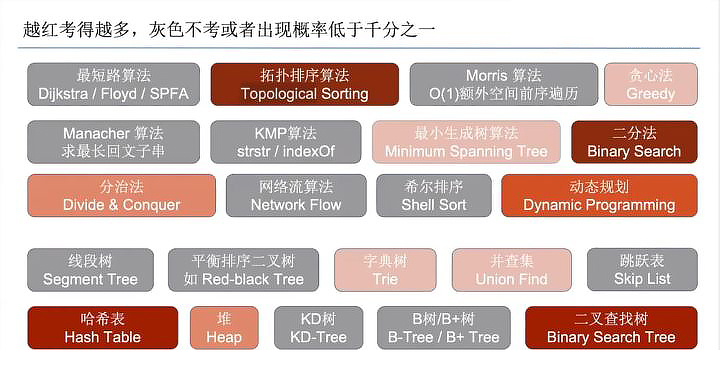 越红考得越多，灰色不考或者出现概率低于千分之一
最短路算法
Dijkstra / Floyd / SPFA
拓扑排序算法
Topological Sorting
Morris 算法
O(1)额外空间前序遍历
贪心法
Greedy
Manacher 算法
求最长回文子串
KMP算法
strstr / indexOf
最小生成树算法
Minimum Spanning Tree
二分法
Binary Search
分治法
Divide & Conquer
网络流算法
Network Flow
希尔排序
Shell Sort
动态规划
Dynamic Programming
线段树
Segment Tree
平衡排序二叉树
如 Red-black Tree
字典树
Trie
并查集
Union Find
跳跃表
Skip List
哈希表
Hash Table
堆
Heap
KD树
KD-Tree
B树/B+树
B-Tree / B+ Tree
二叉查找树
Binary Search Tree